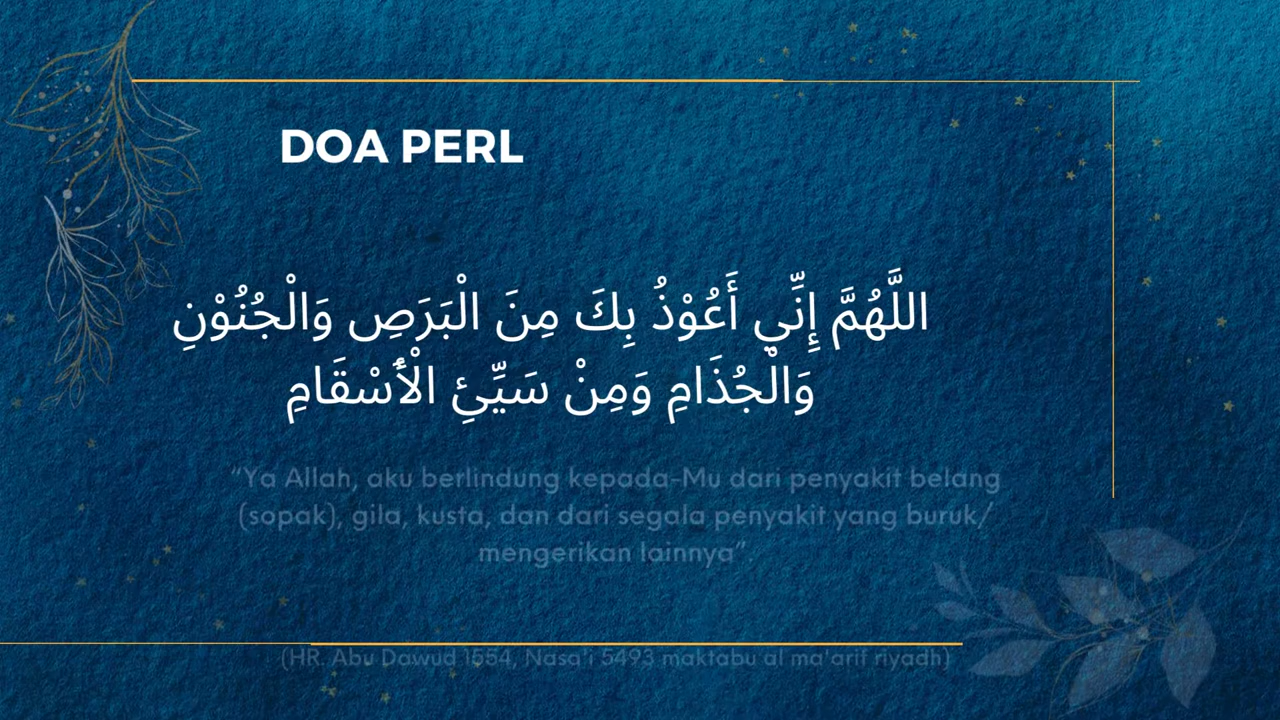 DOA PERL
اللَّهُمَّ إِنِّي أَعُوْذُ بِكَ مِنَ الْبَرَصِ وَالْجُنُوْنِ
وَالْجُذَامِ وَمِنْ سَيِّئِ الْأَسْقَامِ
“Ya Allah, aku berlindung kepada-Mu dari penyakit belang
(sopak), gila, kusta, dan dari segala penyakit yang buruk/
mengerikan lainnya”.
(HR. Abu Dawud 1554, Nasa'i 5493 maktabu al ma'arif riyadh)